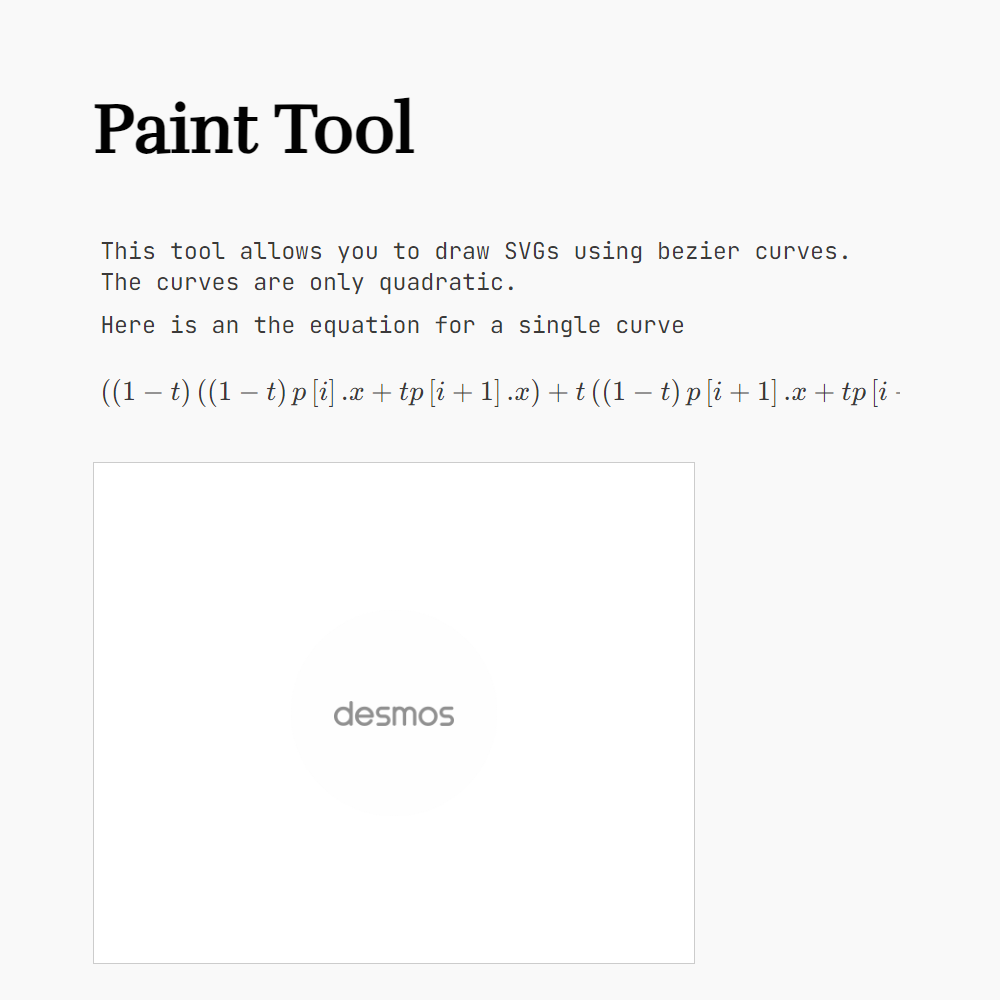 Paint Tool
This tool allows you to draw SVGs using bezier curves.
The curves are only quadratic.
Here is an the equation for a single curve
((1 − t) ((1 − t) p [i] .x + tp [i + 1] .x) + t ((1 − t) p [i + 1] .x + tp [i -
desmos